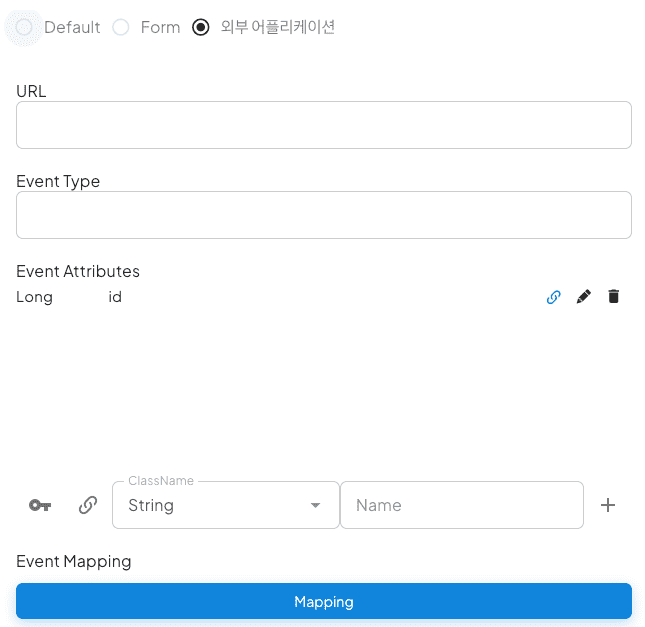 Default Form 외부 어플리케이션
URL
Event Type
Event Attributes
Long id
ClassName
String Name
Event Mapping
Mapping